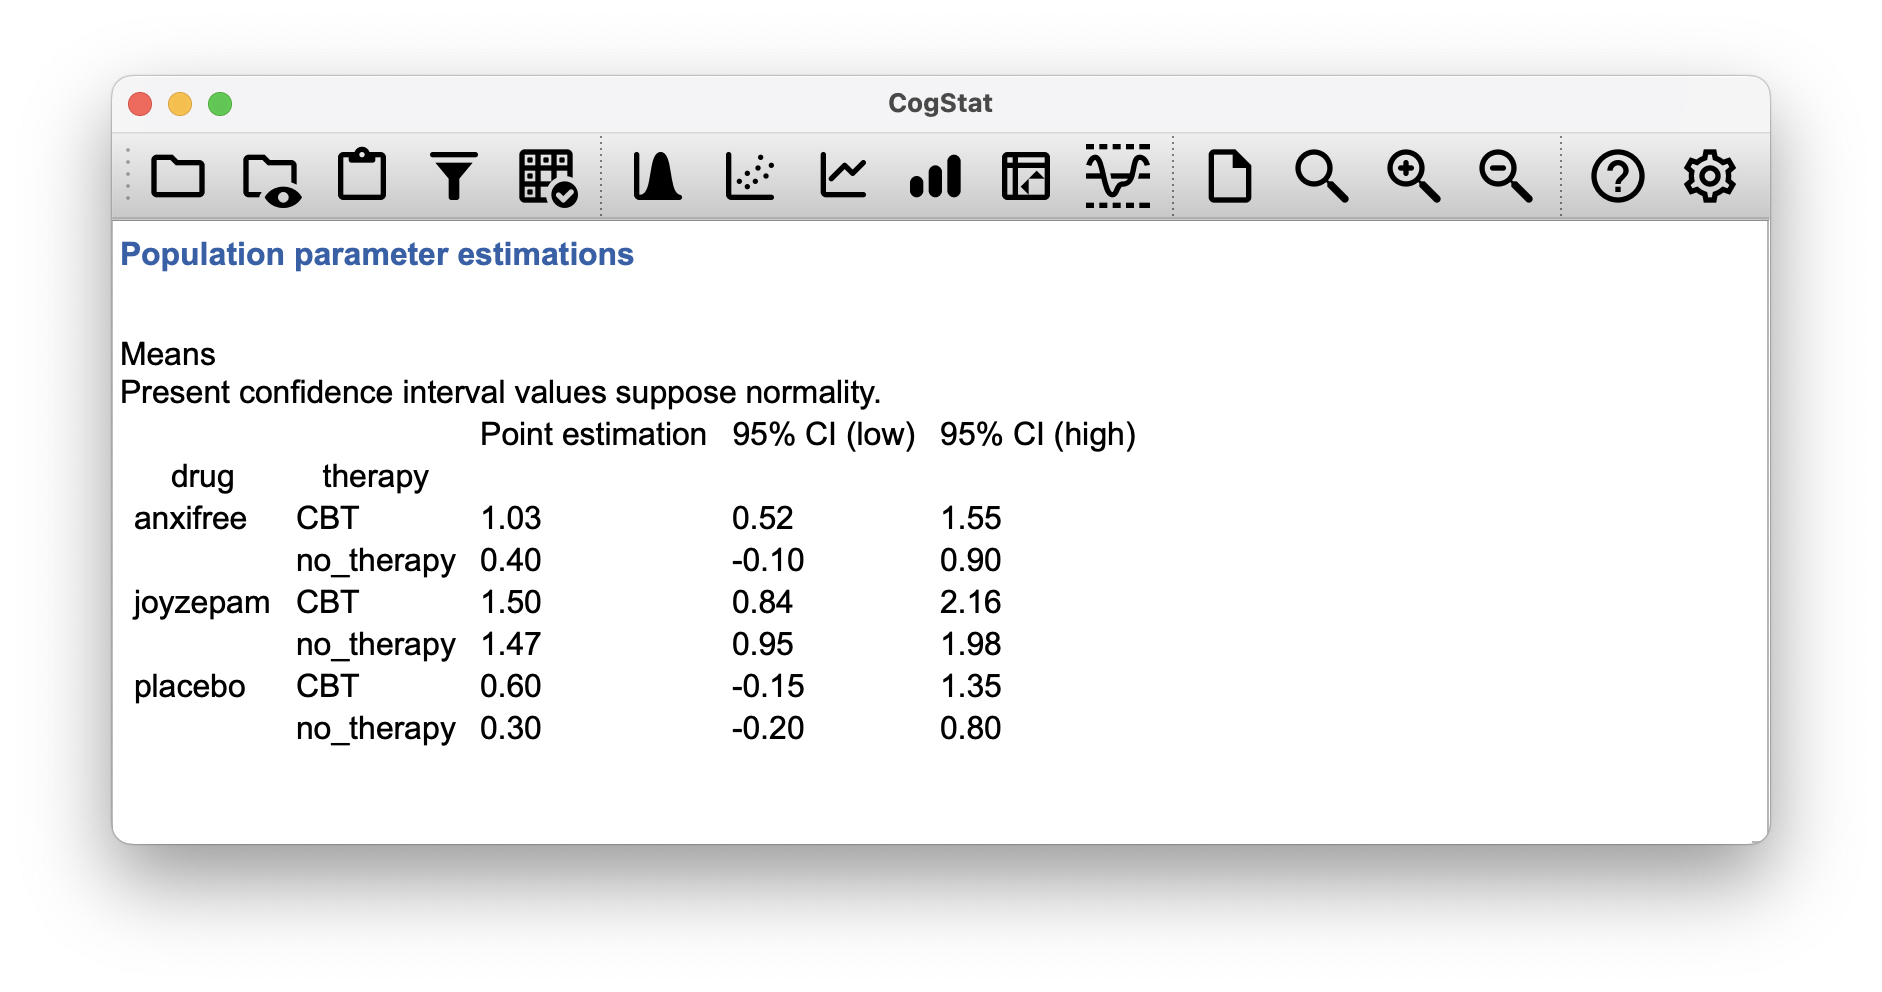 CogStat
Population parameter estimations
Means
Present confidence interval values suppose normality.
Point estimation 95% CI (low) 95% CI (high)
drug therapy
anxifree CBT 1.03 0.52 1.55
no_therapy 0.40 -0.10 0.90
joyzepam CBT 1.50 0.84 2.16
no_therapy 1.47 0.95 1.98
placebo CBT 0.60 -0.15 1.35
no_therapy 0.30 -0.20 0.80